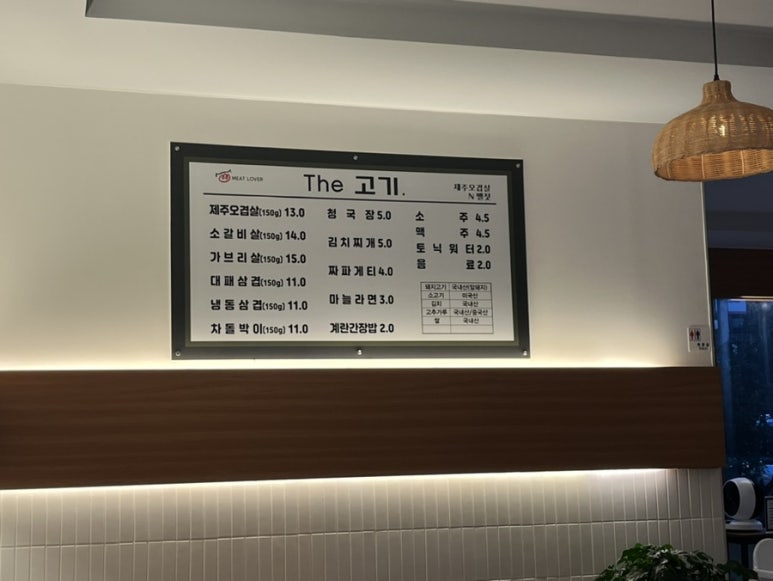 MEAT LOVER
The 고기.
제주오겹살
N 뼁짓
제주오겹살(150g) 13.0
소갈비살(150g) 14.0
가브리살(150g) 15.0
대패삼겹(150g) 11.0
냉동삼겹(150g) 11.0
차돌박이(150g) 11.0
청국장 5.0
김치찌개 5.0
짜파게티 4.0
마늘라면 3.0
계란간장밥 2.0
소주 4.5
맥주 4.5
토닉워터 2.0
음료 2.0
돼지고기 국내산(암돼지)
소고기 미국산
김치 국내산
고추가루 국내산/중국산
쌀 국내산